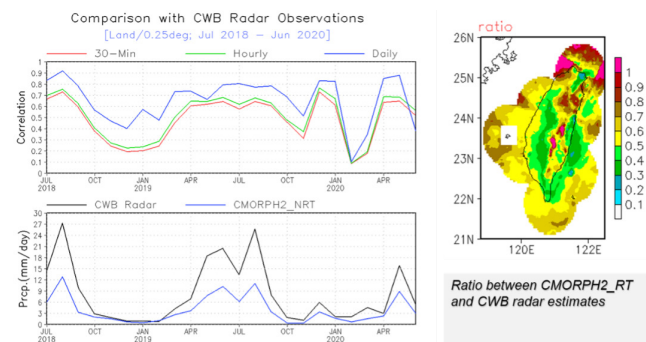 Comparison with CWB Radar Observations
[Land/0.25deg; Jul 2018 – Jun 2020]
30-Min Hourly Daily
Correlation
1
0.9
0.8
0.7
0.6
0.5
0.4
0.3
0.2
0.1
0
JUL OCT JAN APR JUL OCT JAN APR
2018 2019 2020
CWB Radar CMORPH2_NRT
Prcp.(mm/day)
30
27
24
21
18
15
12
9
6
3
0
JUL OCT JAN APR JUL OCT JAN APR
2018 2019 2020
ratio
26N
25N
24N
23N
22N
21N
120E 122E
1
0.9
0.8
0.7
0.6
0.5
0.4
0.3
0.2
0.1
Ratio between CMORPH2_RT
and CWB radar estimates